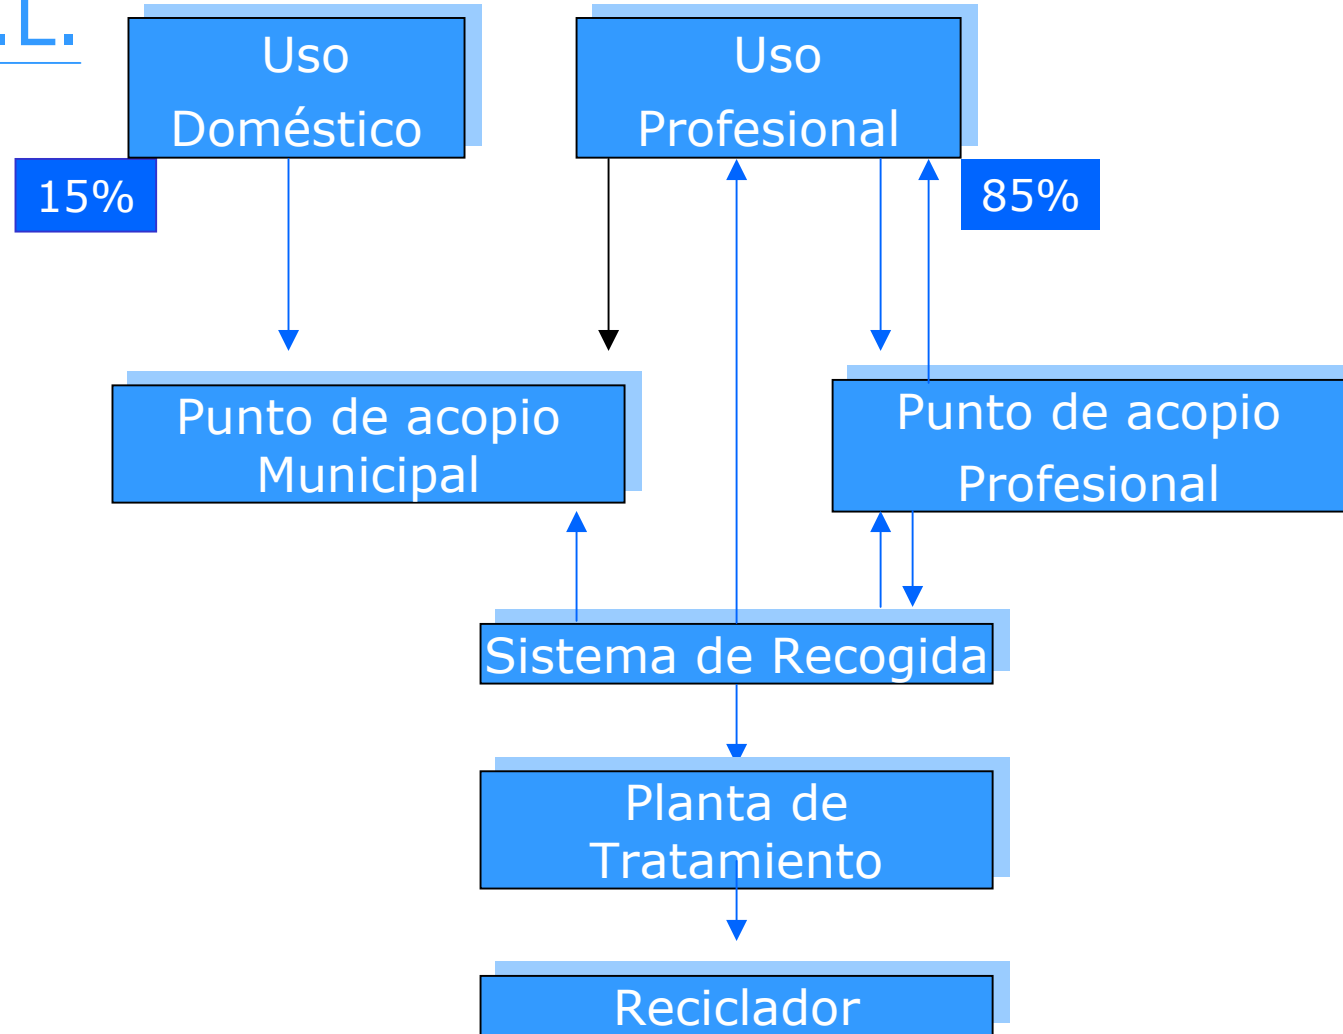 .L.
Uso
Doméstico
Uso
Profesional
15%
85%
Punto de acopio
Municipal
Punto de acopio
Profesional
Sistema de Recogida
Planta de
Tratamiento
Reciclador